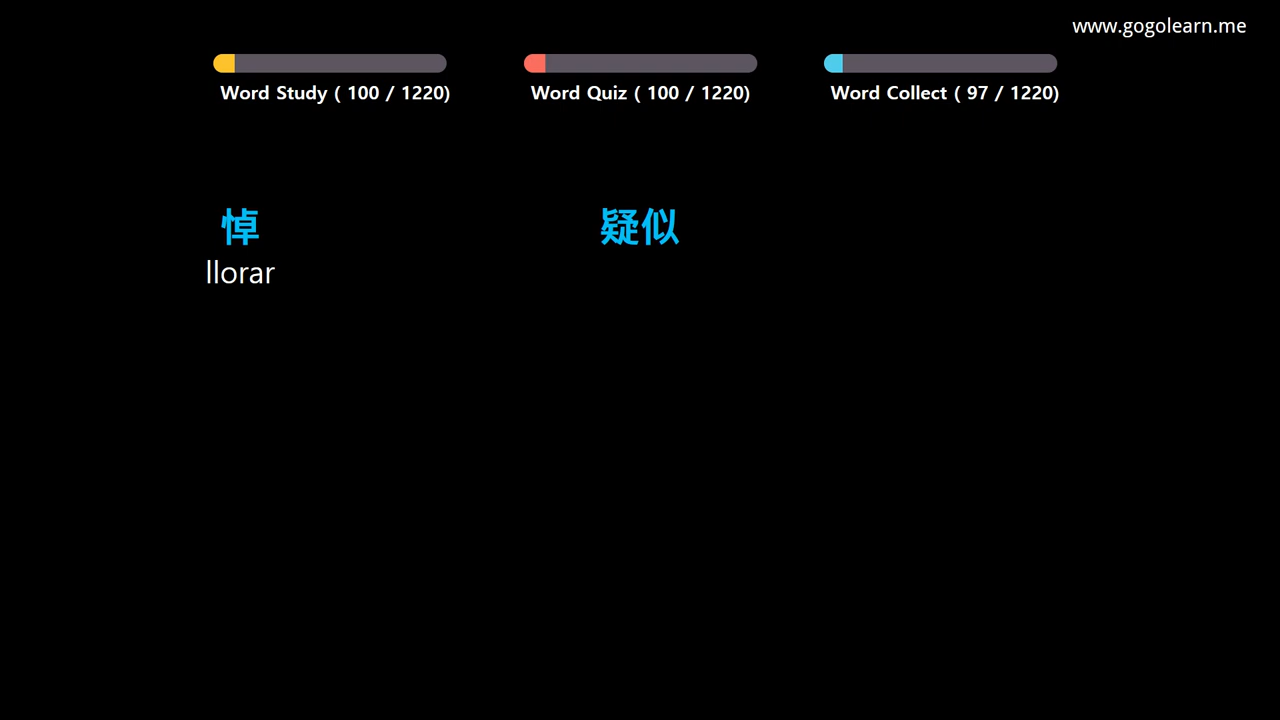 www.gogolearn.me
Word Study ( 100 / 1220)
Word Quiz ( 100 / 1220)
Word Collect ( 97 / 1220)
悼
疑似
llorar